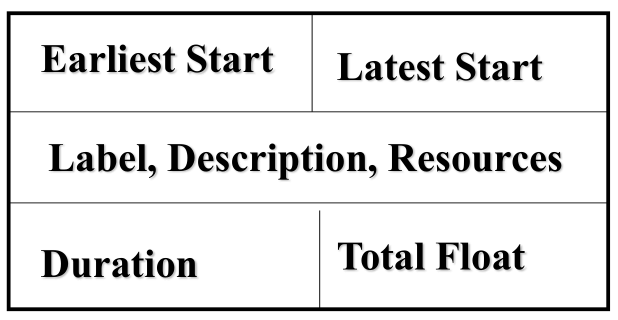 Earliest Start
Latest Start
Label, Description, Resources
Duration
Total Float